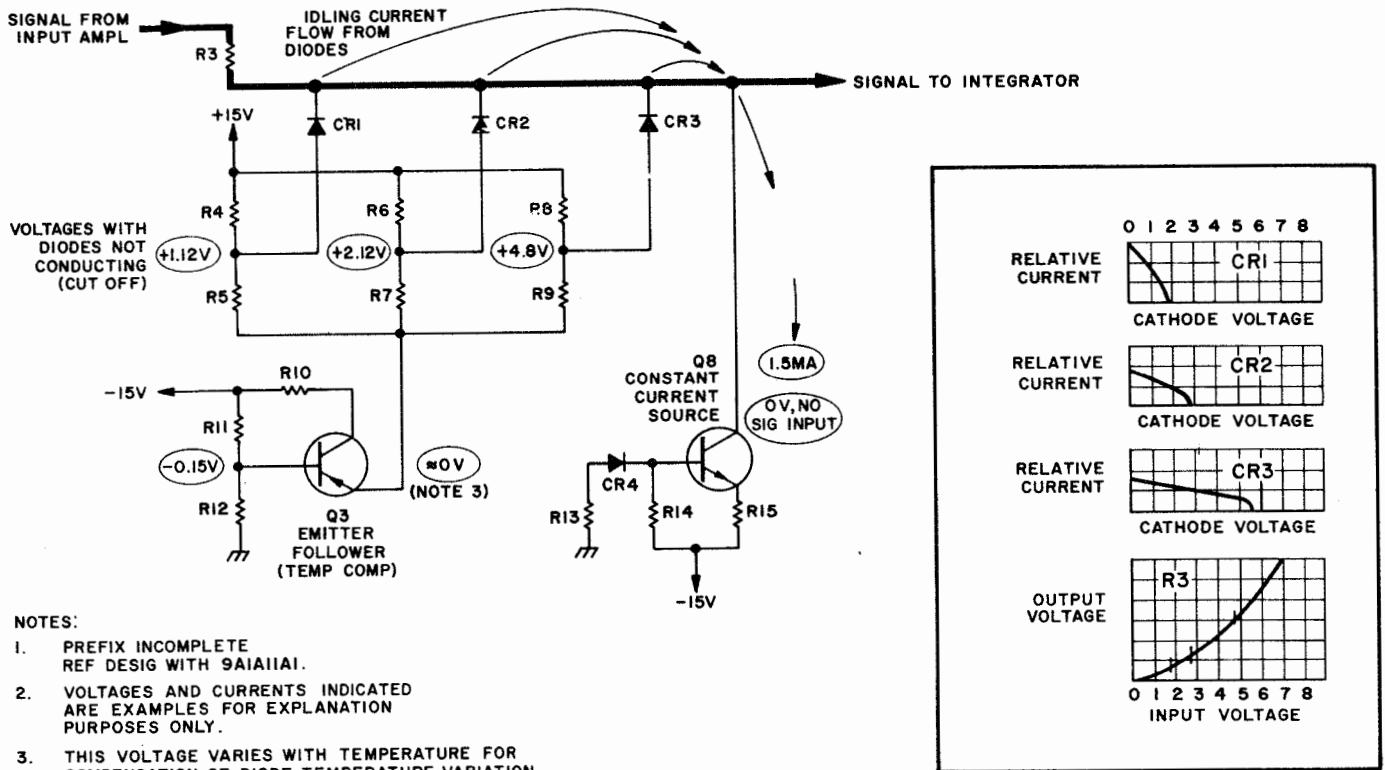 SIGNAL FROM
INPUT AMPL
R3
IDLING CURRENT
FLOW FROM
DIODES
SIGNAL TO INTEGRATOR
+15V
CR1
CR2
CR3
R4
R6
R8
VOLTAGES WITH
DIODES NOT
CONDUCTING
(CUT OFF)
+1.12V
+2.12V
+4.8V
R5
R7
R9
-15V
R10
R11
-0.15V
R12
Q3
EMITTER
FOLLOWER
(TEMP COMP)
≈0V
(NOTE 3)
Q8
CONSTANT
CURRENT
SOURCE
1.5MA
0V, NO
SIG INPUT
CR4
R13
R14
R15
-15V
0 1 2 3 4 5 6 7 8
RELATIVE
CURRENT
CR1
CATHODE VOLTAGE
RELATIVE
CURRENT
CR2
CATHODE VOLTAGE
RELATIVE
CURRENT
CR3
CATHODE VOLTAGE
OUTPUT
VOLTAGE
R3
0 1 2 3 4 5 6 7 8
INPUT VOLTAGE
NOTES:
1. PREFIX INCOMPLETE
REF DESIG WITH 9A1A11A1.
2. VOLTAGES AND CURRENTS INDICATED
ARE EXAMPLES FOR EXPLANATION
PURPOSES ONLY.
3. THIS VOLTAGE VARIES WITH TEMPERATURE FOR
COMPENSATION OF DIODE TEMPERATURE VARIATION